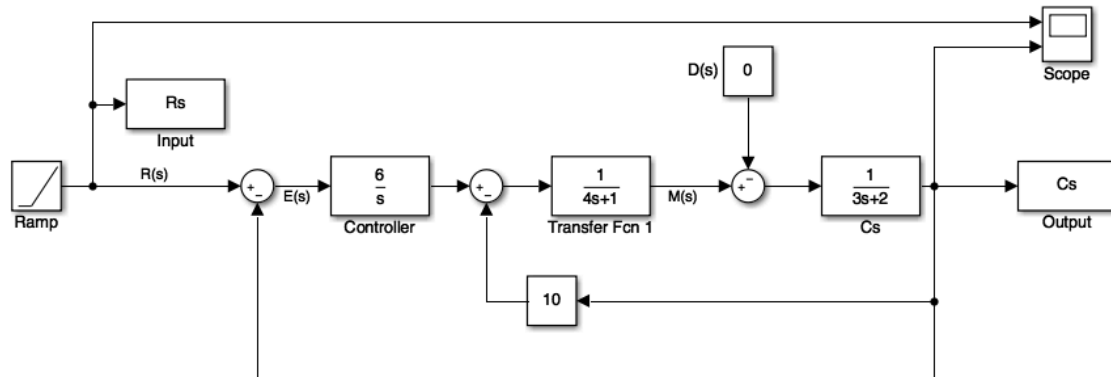 D(s)
0
Scope
Rs
Input
R(s)
Ramp
+
−
E(s)
6
s
Controller
+
−
1
4s+1
Transfer Fcn 1
M(s)
+
−
1
3s+2
Cs
Cs
Output
10